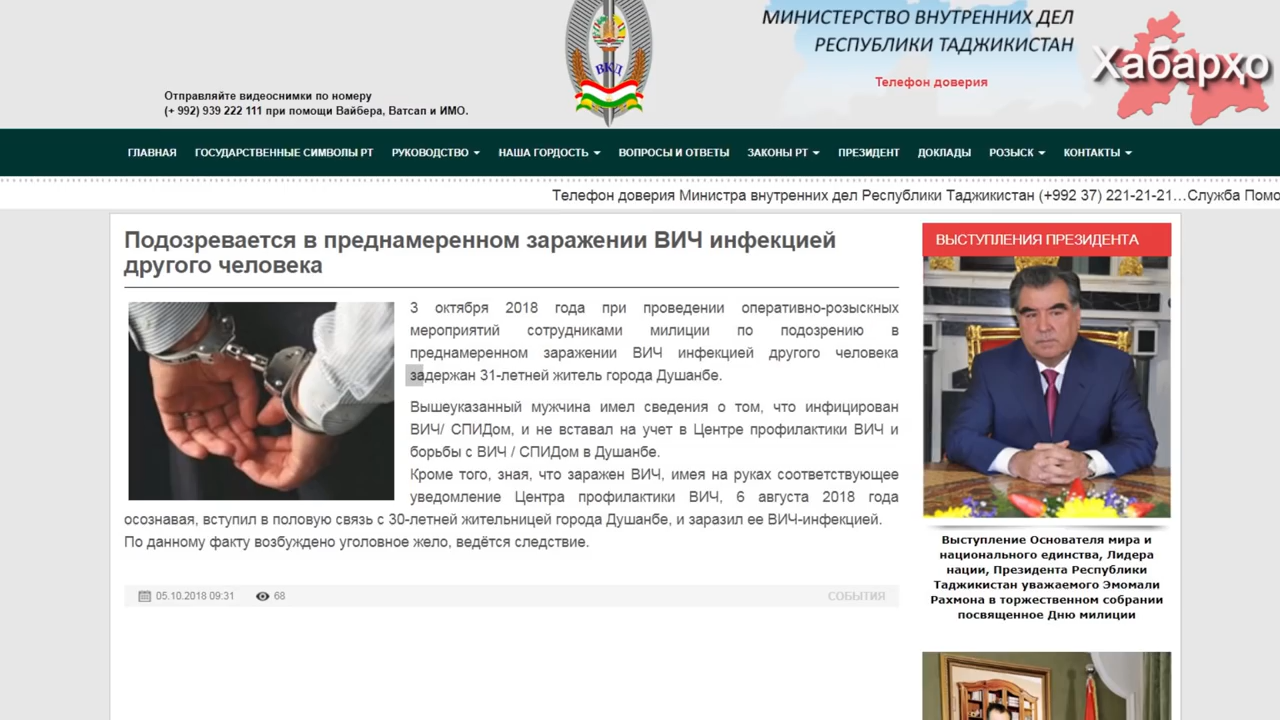 МИНИСТЕРСТВО ВНУТРЕННИХ ДЕЛ
РЕСПУБЛИКИ ТАДЖИКИСТАН
Хабарҳо
Телефон доверия
ВКД
Отправляйте видеоснимки по номеру
(+ 992) 939 222 111 при помощи Вайбера, Ватсап и ИМО.
ГЛАВНАЯ ГОСУДАРСТВЕННЫЕ СИМВОЛЫ РТ РУКОВОДСТВО НАША ГОРДОСТЬ ВОПРОСЫ И ОТВЕТЫ ЗАКОНЫ РТ ПРЕЗИДЕНТ ДОКЛАДЫ РОЗЫСК КОНТАКТЫ
Телефон доверия Министра внутренних дел Республики Таджикистан (+992 37) 221-21-21...Служба Помо
Подозревается в преднамеренном заражении ВИЧ инфекцией
другого человека
3 октября 2018 года при проведении оперативно-розыскных
мероприятий сотрудниками милиции по подозрению в
преднамеренном заражении ВИЧ инфекцией другого человека
задержан 31-летней житель города Душанбе.
Вышеуказанный мужчина имел сведения о том, что инфицирован
ВИЧ/ СПИДом, и не вставал на учет в Центре профилактики ВИЧ и
борьбы с ВИЧ / СПИДом в Душанбе.
Кроме того, зная, что заражен ВИЧ, имея на руках соответствующее
уведомление Центра профилактики ВИЧ, 6 августа 2018 года
осознавая, вступил в половую связь с 30-летней жительницей города Душанбе, и заразил ее ВИЧ-инфекцией.
По данному факту возбуждено уголовное жело, ведётся следствие.
05.10.2018 09:31 68 СОБЫТИЯ
ВЫСТУПЛЕНИЯ ПРЕЗИДЕНТА
Выступление Основателя мира и
национального единства, Лидера
нации, Президента Республики
Таджикистан уважаемого Эмомали
Рахмона в торжественном собрании
посвященное Дню милиции